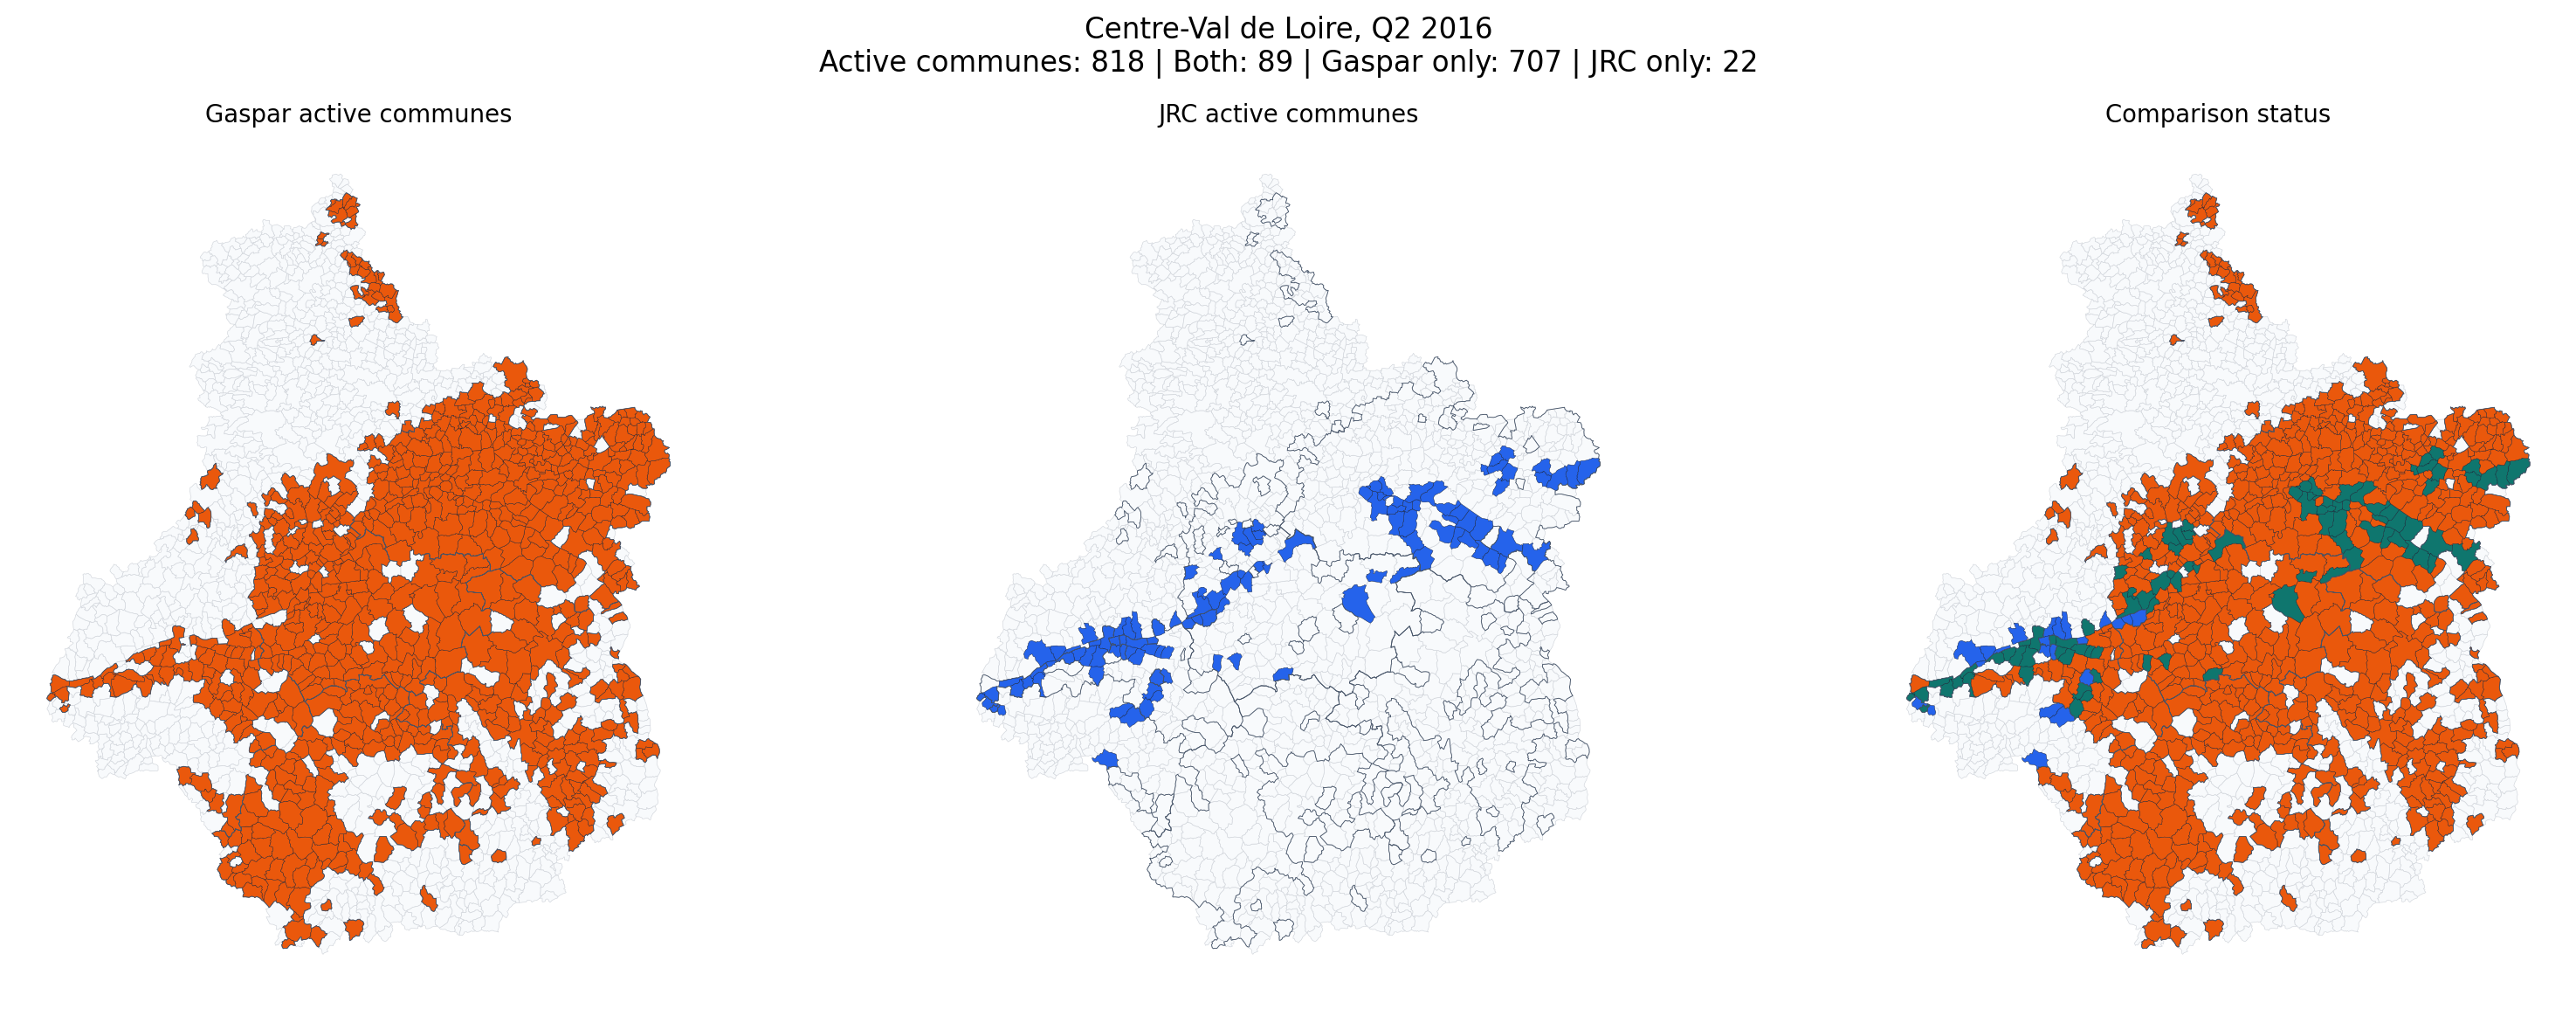 Centre-Val de Loire, Q2 2016
Active communes: 818 | Both: 89 | Gaspar only: 707 | JRC only: 22
Gaspar active communes
JRC active communes
Comparison status